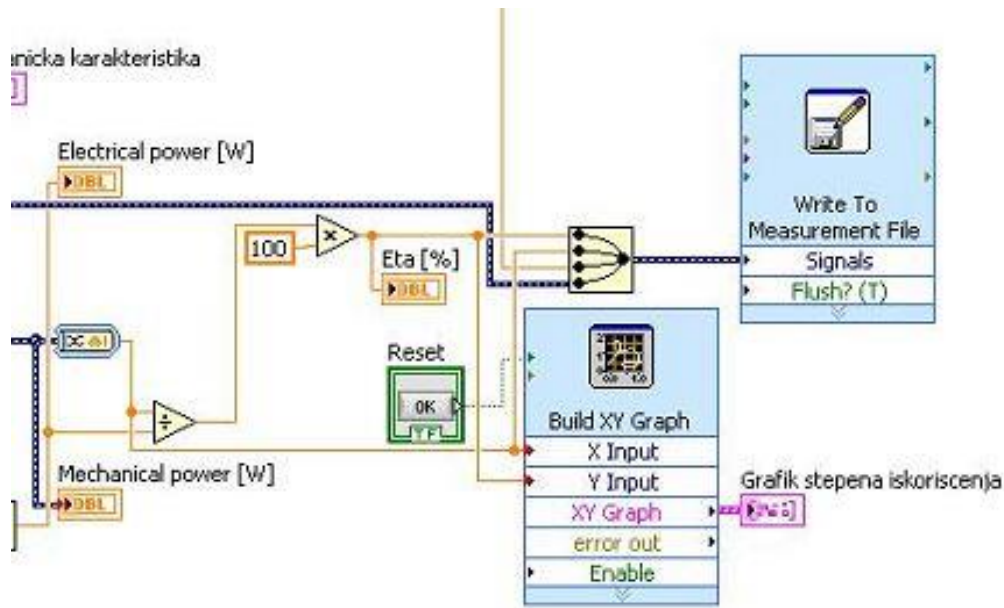 anicka karakteristika
Electrical power [W]
DBL
100
Eta [%]
DBL
Write To
Measurement File
Signals
Flush? (T)
Reset
OK
TF
Build XY Graph
X Input
Y Input
XY Graph
error out
Enable
Mechanical power [W]
DBL
Grafik stepena iskoriscenja